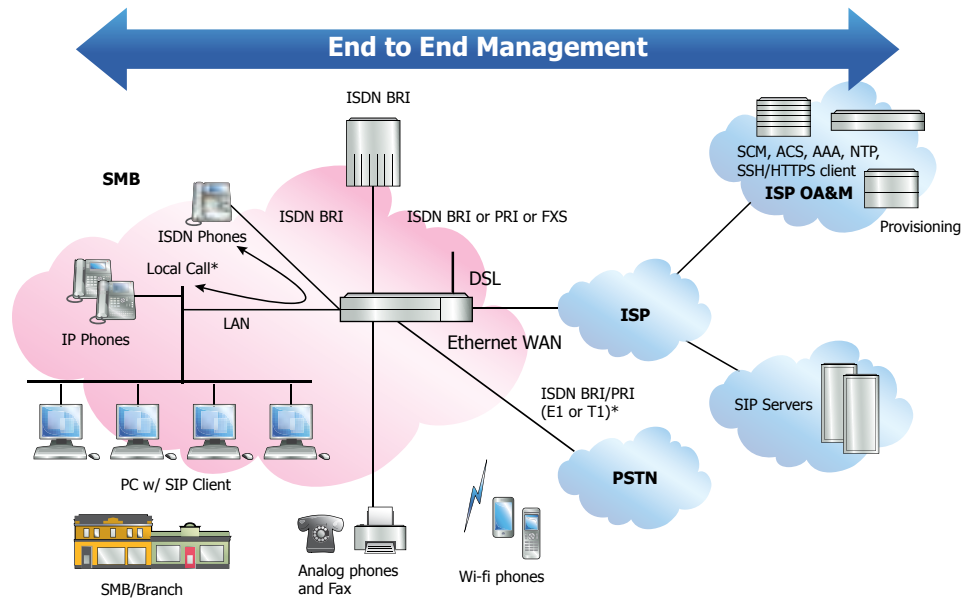 End to End Management
ISDN BRI
SCM, ACS, AAA, NTP,
SSH/HTTPS client
ISP OA&M
Provisioning
SMB
ISDN BRI
ISDN BRI or PRI or FXS
ISDN Phones
Local Call*
DSL
IP Phones
LAN
ISP
Ethernet WAN
ISDN BRI/PRI
(E1 or T1)*
SIP Servers
PSTN
PC w/ SIP Client
Analog phones
and Fax
Wi-fi phones
SMB/Branch